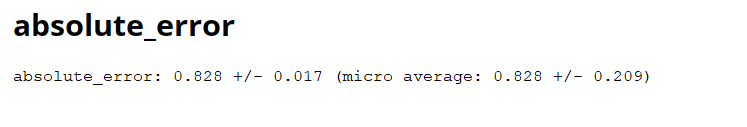 absolute_error
absolute_error: 0.828 +/- 0.017 (micro average: 0.828 +/- 0.209)